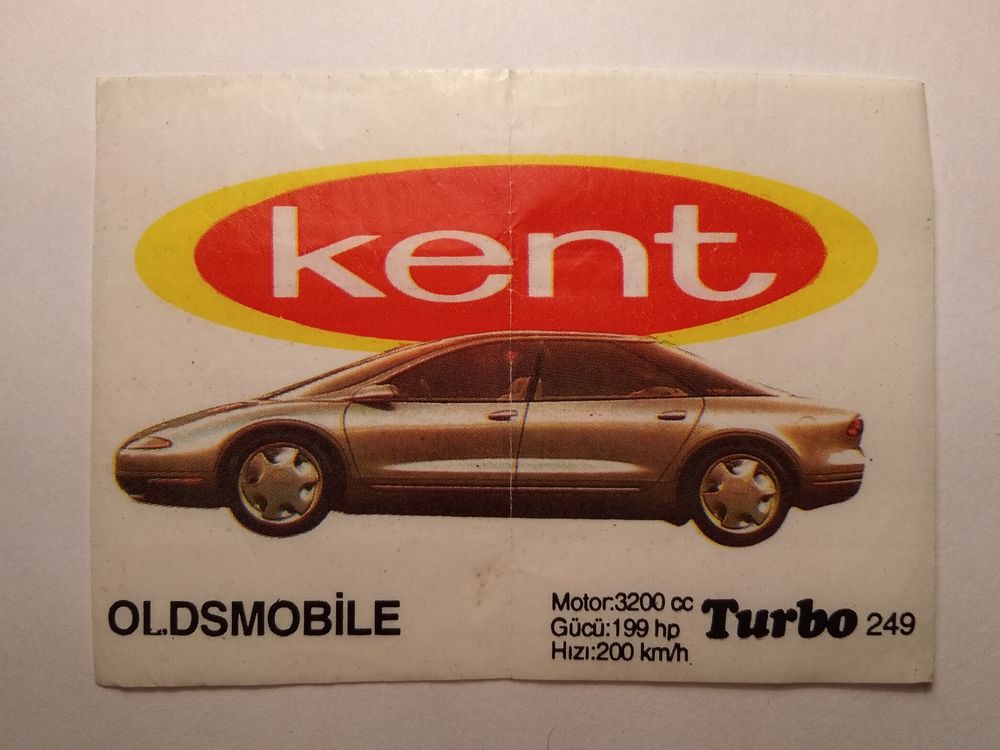 kent
OLDSMOBİLE
Motor:3200 cc
Gücü:199 hp
Hızı:200 km/h
Turbo 249